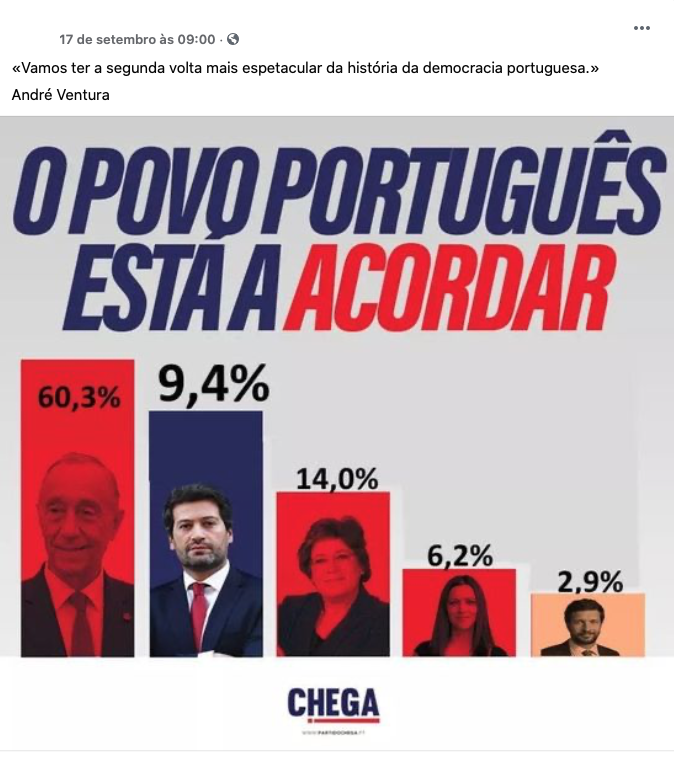 17 de setembro às 09:00 ·
«Vamos ter a segunda volta mais espetacular da história da democracia portuguesa.»
André Ventura
O POVO PORTUGUÊS
ESTÁ A ACORDAR
60,3%
9,4%
14,0%
6,2%
2,9%
CHEGA
WWW.PARTIDOCHEGA.PT